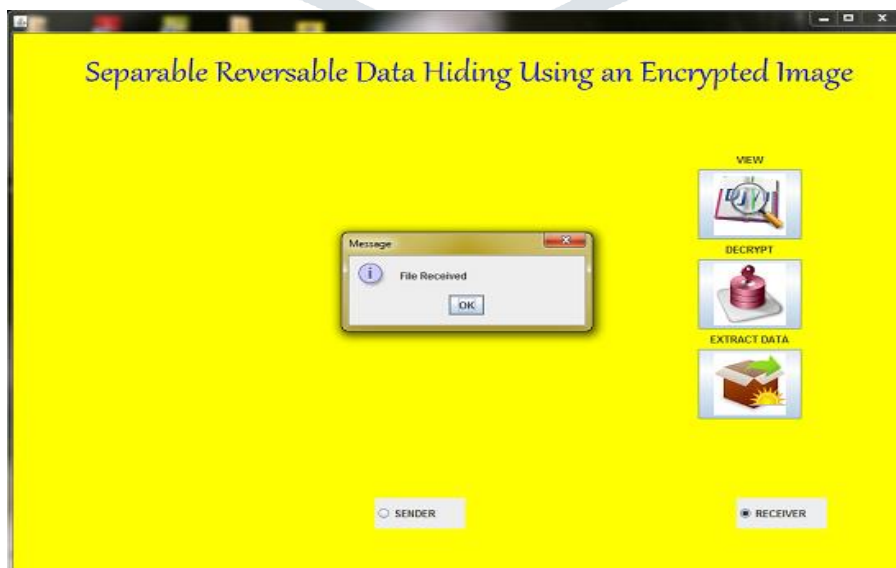 Separable Reversable Data Hiding Using an Encrypted Image
VIEW
Message
File Received
OK
DECRYPT
EXTRACT DATA
SENDER
RECEIVER